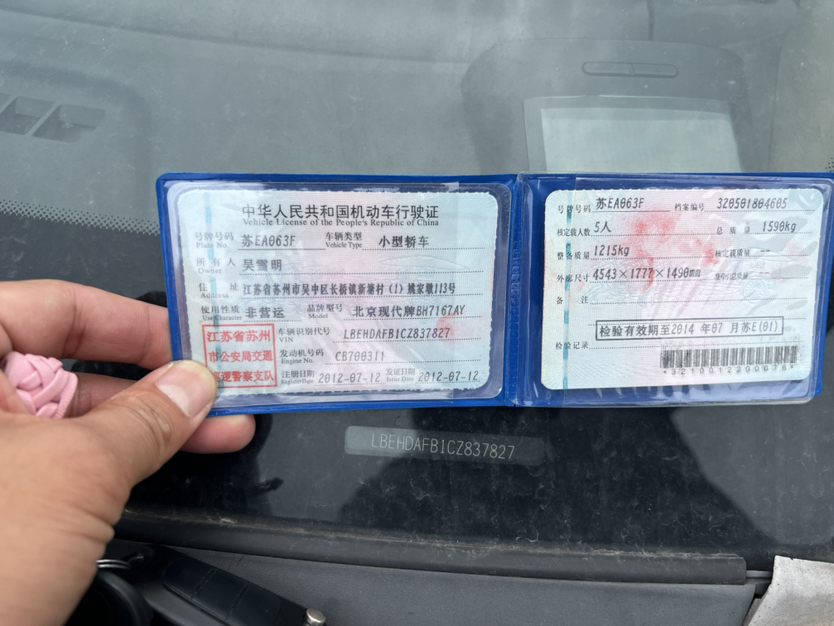 中华人民共和国机动车行驶证
Vehicle License of the People's Republic of China
号牌号码 苏EA063F 车辆类型 小型轿车
Plate No. Vehicle Type
所有人 吴雪明
Owner
住址 江苏省苏州市吴中区长桥镇新塘村(1)姚家墩113号
Address
使用性质 非营运 品牌型号 北京现代牌BH7167AY
Use Character Model
江苏省苏州
市公安局交通
巡逻警察支队
车辆识别代号 LBEHDAFB1CZ837827
VIN
发动机号码 CB700311
Engine No.
注册日期 2012-07-12 发证日期 2012-07-12
Register Date Issue Date
号牌号码 苏EA063F 档案编号 320501804605
核定载人数 5人 总质量 1590kg
整备质量 1215kg 核定载质量 --
外廓尺寸 4543×1777×1490mm 准牵引总质量 --
备注
检验有效期至2014年07月苏E(01)
检验记录
LBEHDAFB1CZ837827